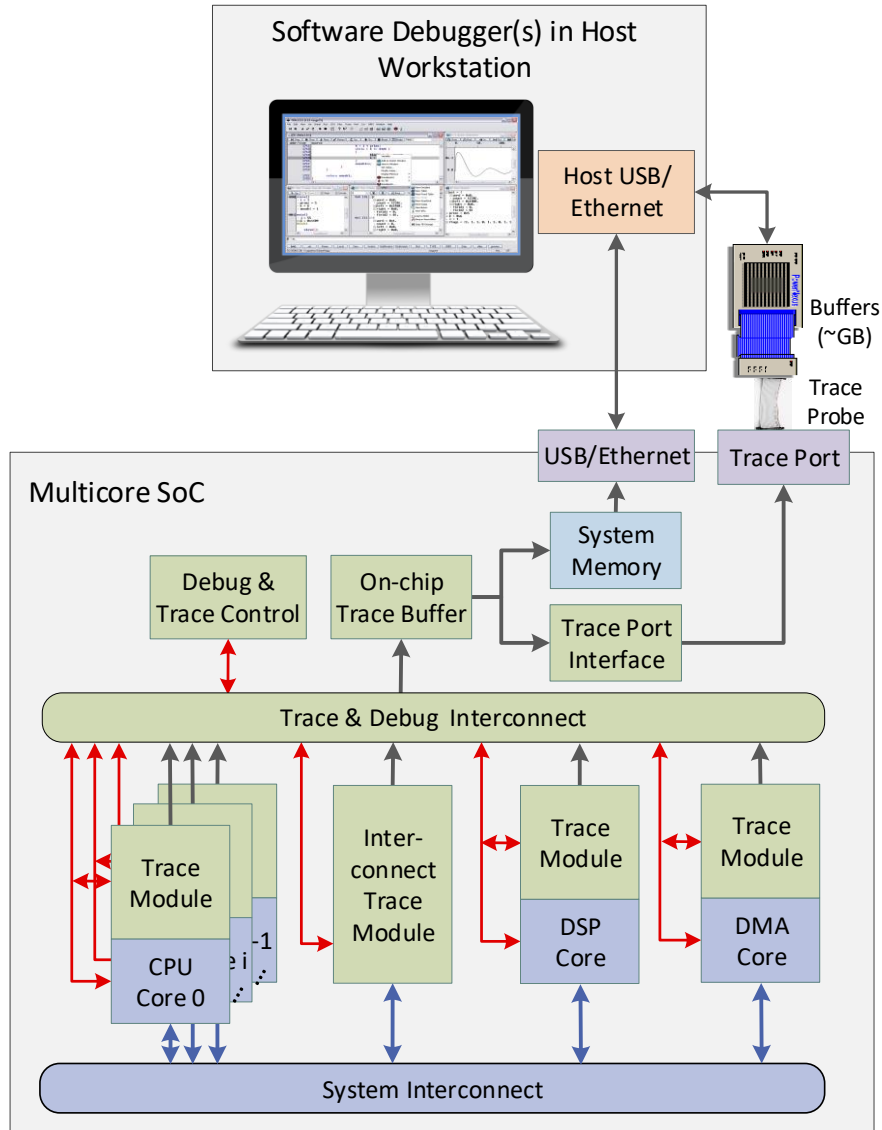 Software Debugger(s) in Host
Workstation
Host USB/
Ethernet
Buffers
(~GB)
Trace
Probe
USB/Ethernet
Trace Port
Multicore SoC
System
Memory
Debug &
Trace Control
On-chip
Trace Buffer
Trace Port
Interface
Trace & Debug Interconnect
Trace
Module
CPU
Core 0
e i
-1
Inter-
connect
Trace
Module
Trace
Module
DSP
Core
Trace
Module
DMA
Core
System Interconnect